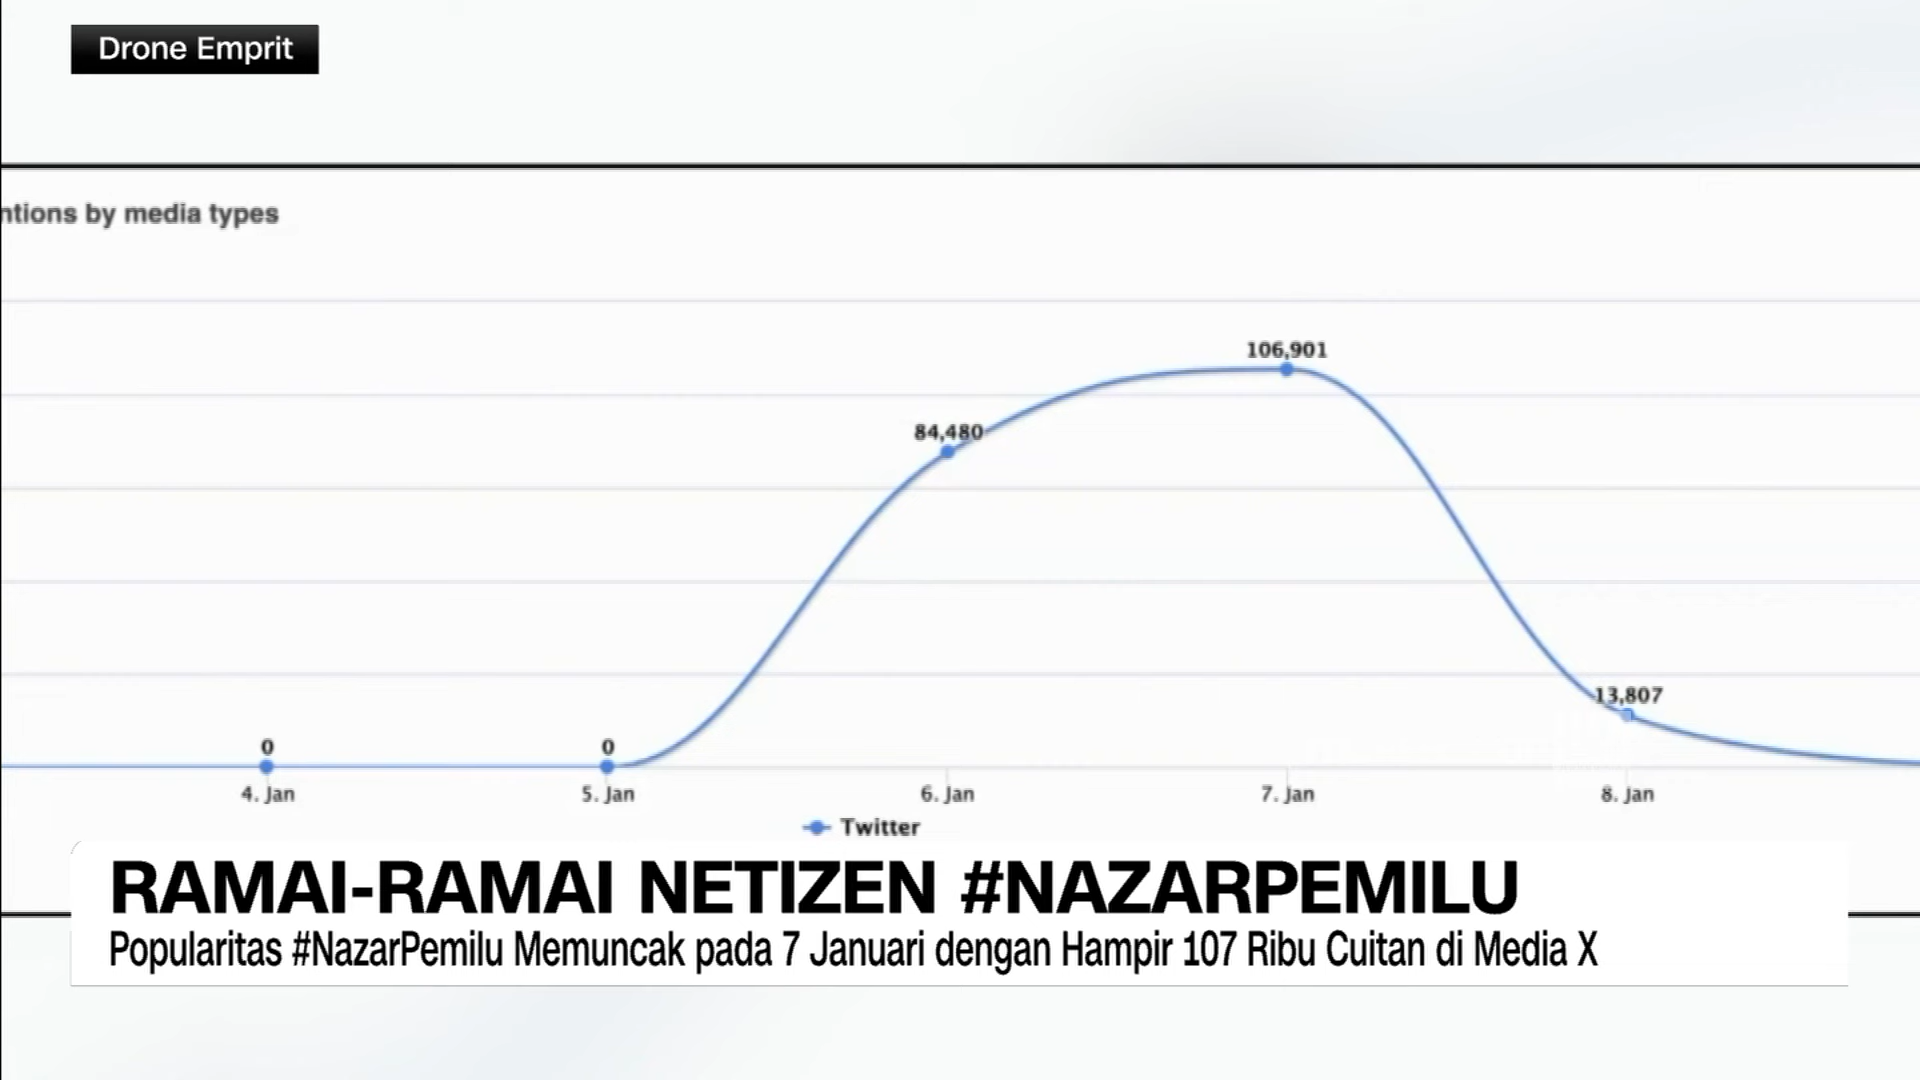 Drone Emprit
ntions by media types
106,901
84,480
13,807
0
0
4. Jan
5. Jan
6. Jan
7. Jan
8. Jan
Twitter
RAMAI-RAMAI NETIZEN #NAZARPEMILU
Popularitas #NazarPemilu Memuncak pada 7 Januari dengan Hampir 107 Ribu Cuitan di Media X